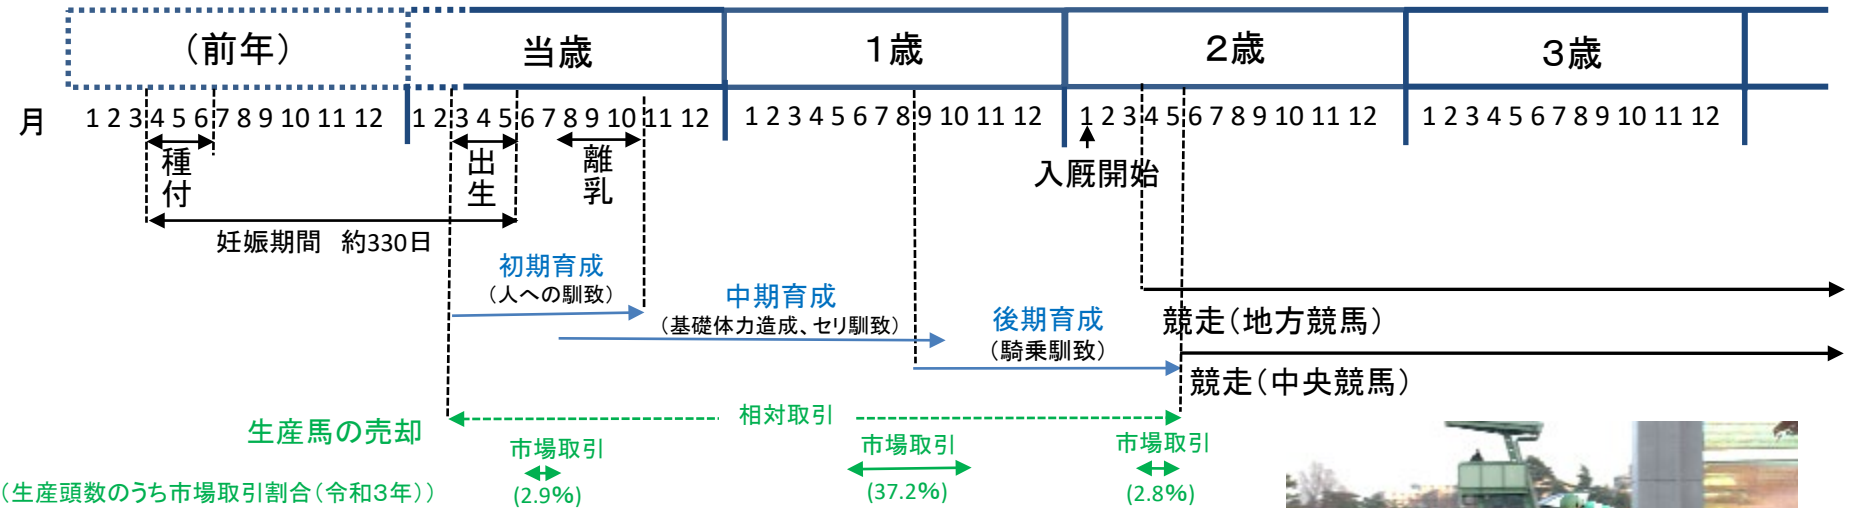 (前年)
当歳
1歳
2歳
3歳
月
1 2 3 4 5 6 7 8 9 10 11 12
1 2 3 4 5 6 7 8 9 10 11 12
1 2 3 4 5 6 7 8 9 10 11 12
1 2 3 4 5 6 7 8 9 10 11 12
1 2 3 4 5 6 7 8 9 10 11 12
種付
出生
離乳
入厩開始
妊娠期間 約330日
初期育成
(人への馴致)
中期育成
(基礎体力造成、セリ馴致)
後期育成
(騎乗馴致)
競走(地方競馬)
競走(中央競馬)
生産馬の売却
相対取引
市場取引
市場取引
市場取引
(生産頭数のうち市場取引割合(令和3年))
(2.9%)
(37.2%)
(2.8%)